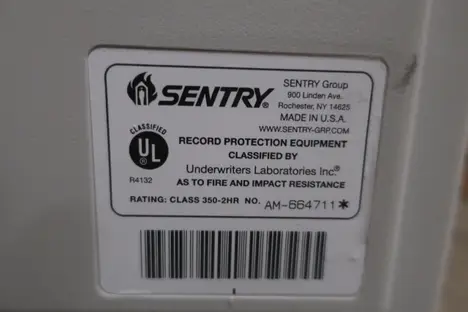 SENTRY®
SENTRY Group
900 Linden Ave.
Rochester, NY 14625
MADE IN U.S.A.
WWW.SENTRY-GRP.COM
CLASSIFIED
UL
R4132
RECORD PROTECTION EQUIPMENT
CLASSIFIED BY
Underwriters Laboratories Inc.®
AS TO FIRE AND IMPACT RESISTANCE
RATING: CLASS 350-2HR NO. AM-664711*